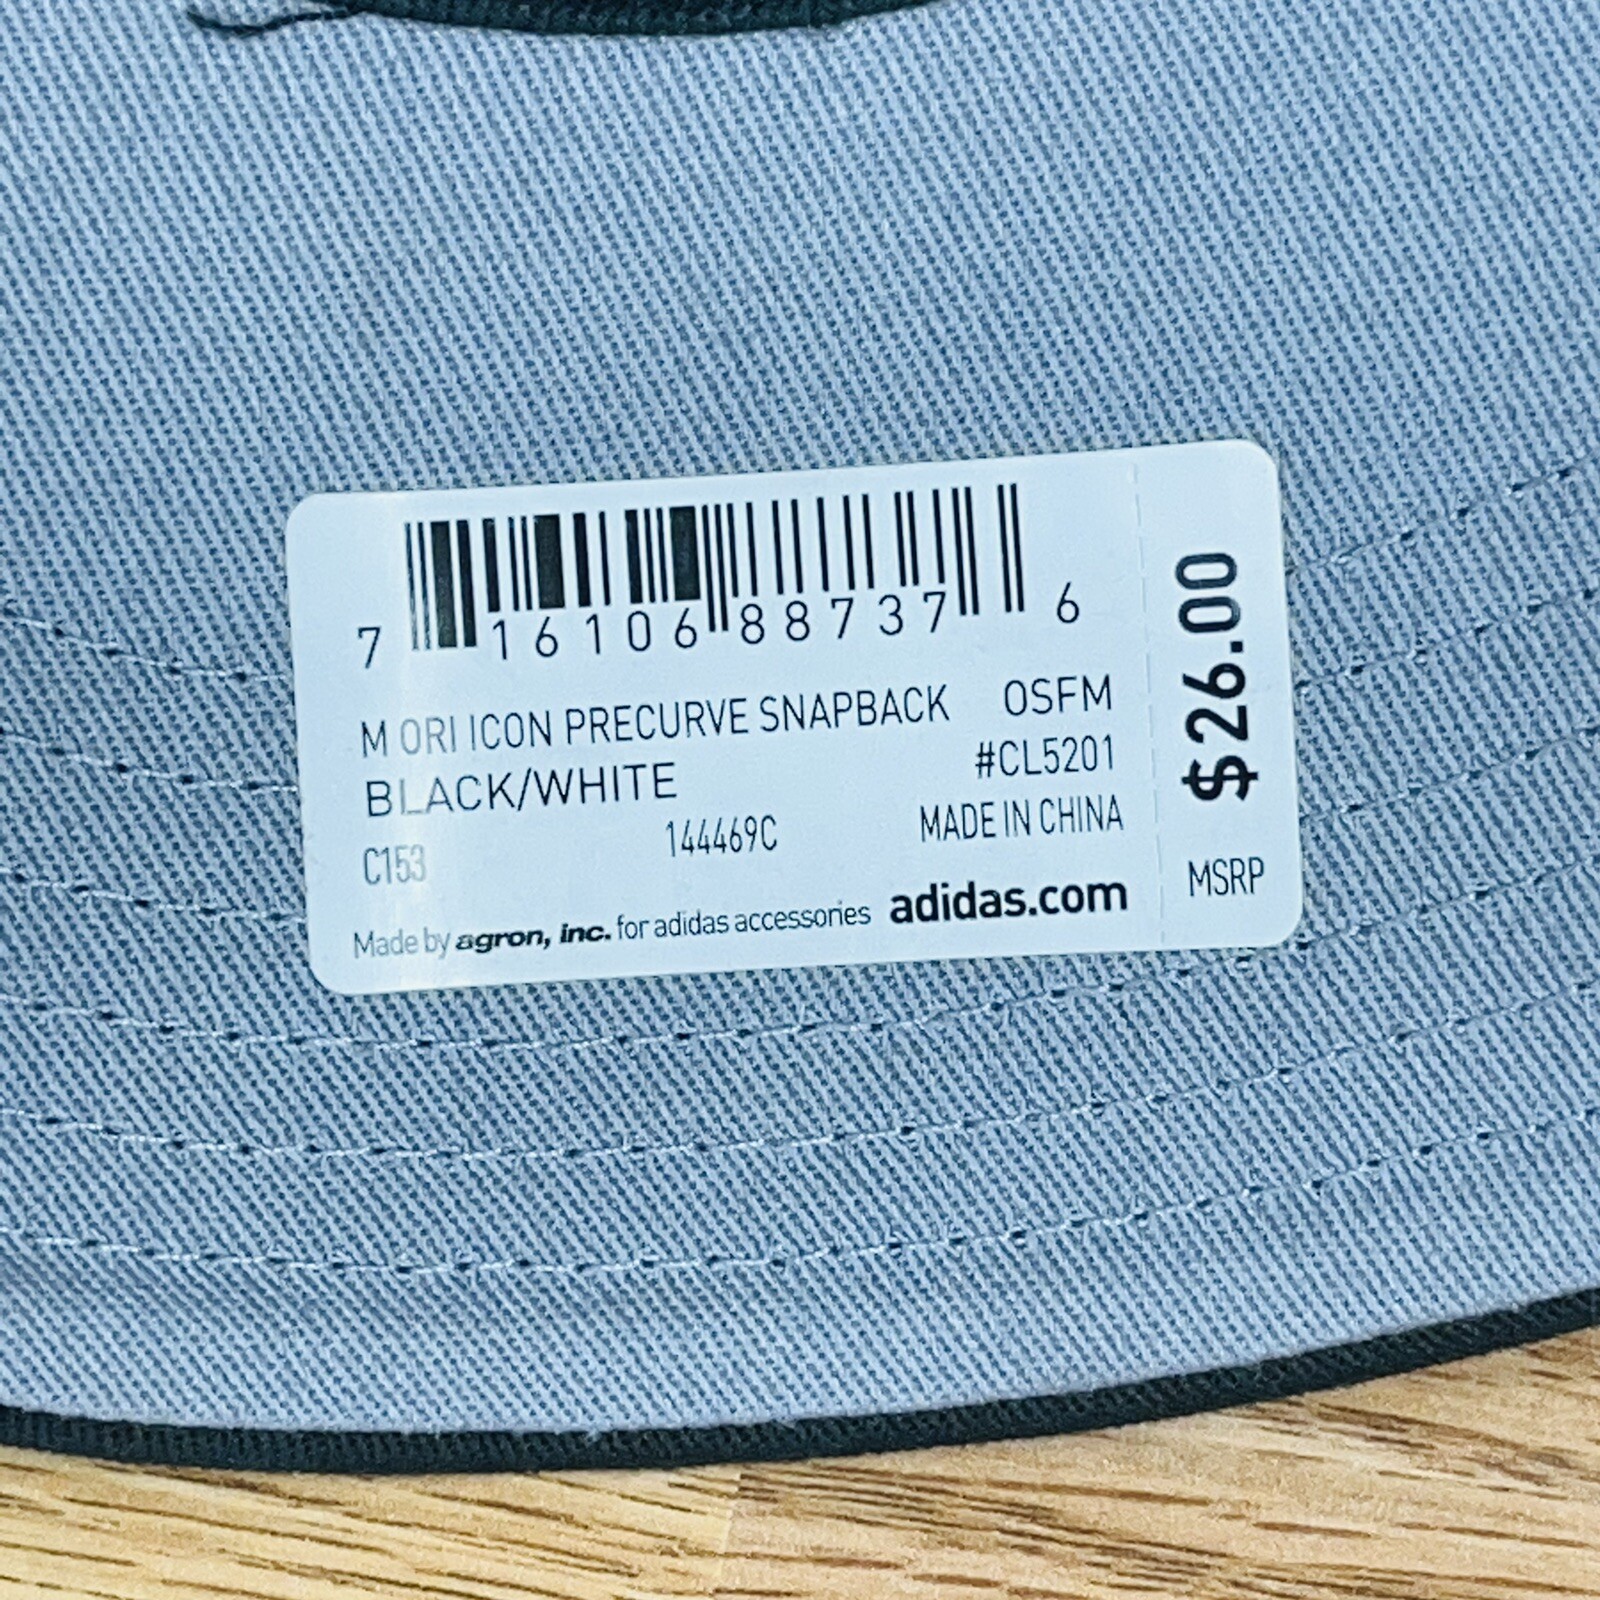 7 16106 88737 6
M ORI ICON PRECURVE SNAPBACK OSFM
BLACK/WHITE #CL5201
C153 144469C MADE IN CHINA
Made by agron, inc. for adidas accessories adidas.com
$26.00
MSRP